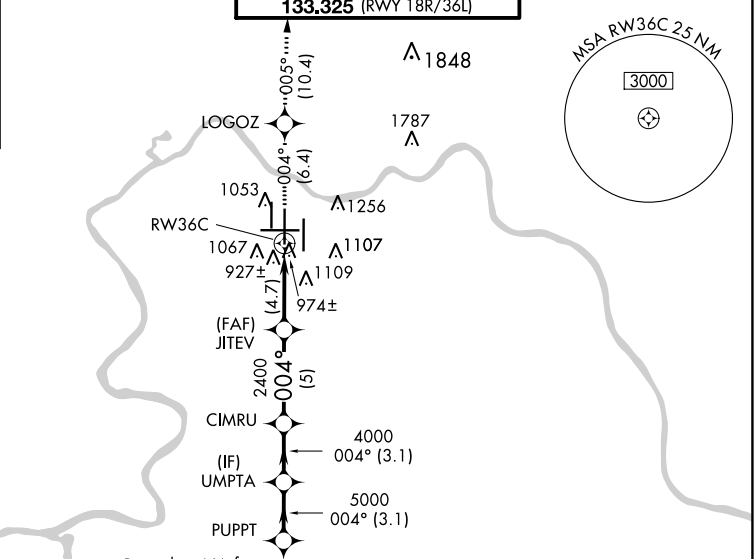 133.325 (RWY 18R/36L)
1848
MSA RW36C 25 NM
3000
005°
(10.4)
LOGOZ
1787
004°
(6.4)
1053
1256
RW36C
1067
1107
927±
1109
974±
(4.7)
(FAF)
JITEV
2400
004°
(5)
CIMRU
4000
004° (3.1)
(IF)
UMPTA
5000
004° (3.1)
PUPPT